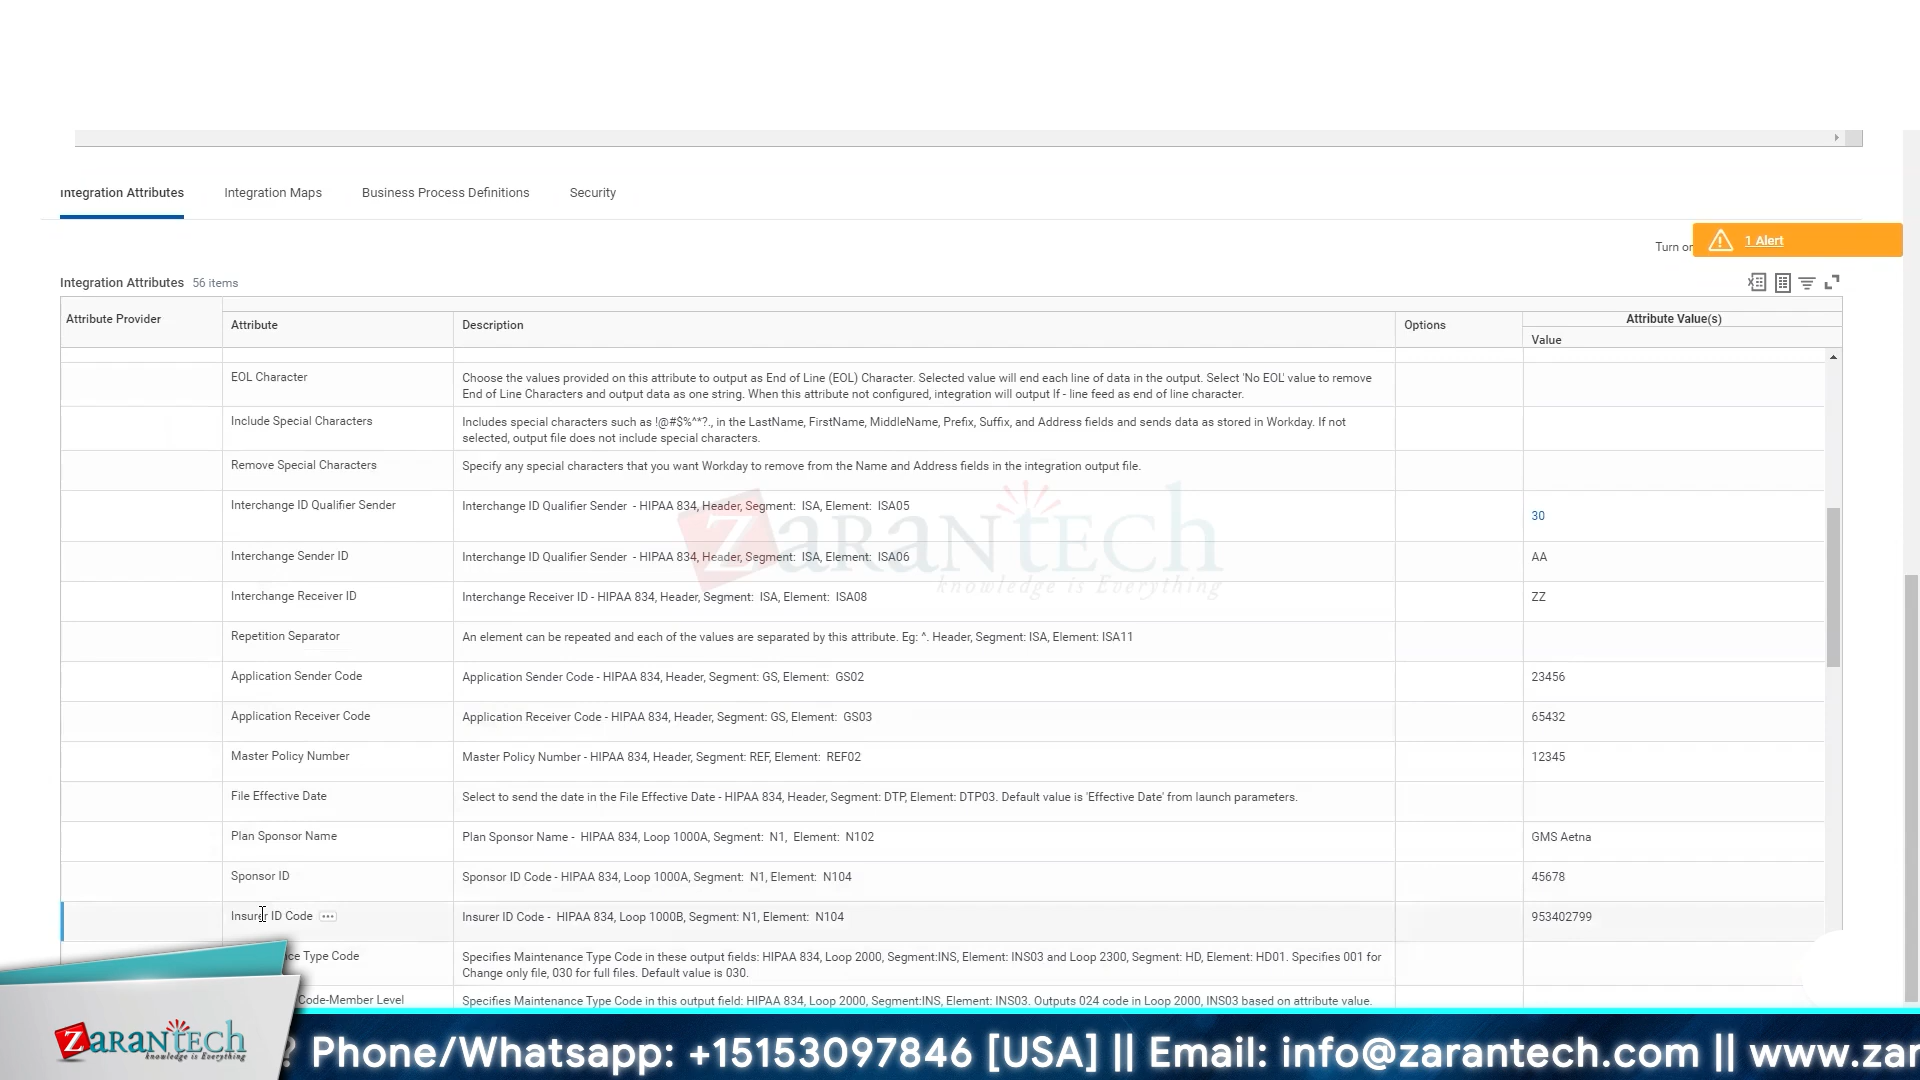 Integration Attributes
Integration Maps
Business Process Definitions
Security
Turn on
1 Alert
Integration Attributes 56 items
Attribute Provider
Attribute
Description
Options
Attribute Value(s)
Value
EOL Character
Choose the values provided on this attribute to output as End of Line (EOL) Character. Selected value will end each line of data in the output. Select 'No EOL' value to remove
End of Line Characters and output data as one string. When this attribute not configured, integration will output lf - line feed as end of line character.
Include Special Characters
Includes special characters such as !@#$%^*?., in the LastName, FirstName, MiddleName, Prefix, Suffix, and Address fields and sends data as stored in Workday. If not
selected, output file does not include special characters.
Remove Special Characters
Specify any special characters that you want Workday to remove from the Name and Address fields in the integration output file.
Interchange ID Qualifier Sender
Interchange ID Qualifier Sender - HIPAA 834, Header, Segment: ISA, Element: ISA05
30
Interchange Sender ID
Interchange ID Qualifier Sender - HIPAA 834, Header, Segment: ISA, Element: ISA06
AA
Interchange Receiver ID
Interchange Receiver ID - HIPAA 834, Header, Segment: ISA, Element: ISA08
ZZ
Repetition Separator
An element can be repeated and each of the values are separated by this attribute. Eg: ^. Header, Segment: ISA, Element: ISA11
Application Sender Code
Application Sender Code - HIPAA 834, Header, Segment: GS, Element: GS02
23456
Application Receiver Code
Application Receiver Code - HIPAA 834, Header, Segment: GS, Element: GS03
65432
Master Policy Number
Master Policy Number - HIPAA 834, Header, Segment: REF, Element: REF02
12345
File Effective Date
Select to send the date in the File Effective Date - HIPAA 834, Header, Segment: DTP, Element: DTP03. Default value is 'Effective Date' from launch parameters.
Plan Sponsor Name
Plan Sponsor Name - HIPAA 834, Loop 1000A, Segment: N1, Element: N102
GMS Aetna
Sponsor ID
Sponsor ID Code - HIPAA 834, Loop 1000A, Segment: N1, Element: N104
45678
Insurer ID Code
Insurer ID Code - HIPAA 834, Loop 1000B, Segment: N1, Element: N104
953402799
ce Type Code
Specifies Maintenance Type Code in these output fields: HIPAA 834, Loop 2000, Segment:INS, Element: INS03 and Loop 2300, Segment: HD, Element: HD01. Specifies 001 for
Change only file, 030 for full files. Default value is 030.
Code-Member Level
Specifies Maintenance Type Code in this output field: HIPAA 834, Loop 2000, Segment:INS, Element: INS03. Outputs 024 code in Loop 2000, INS03 based on attribute value.
ZaranTech
knowledge is Everything
ZaranTech
knowledge is Everything
? Phone/Whatsapp: +15153097846 [USA] || Email: info@zarantech.com || www.zar